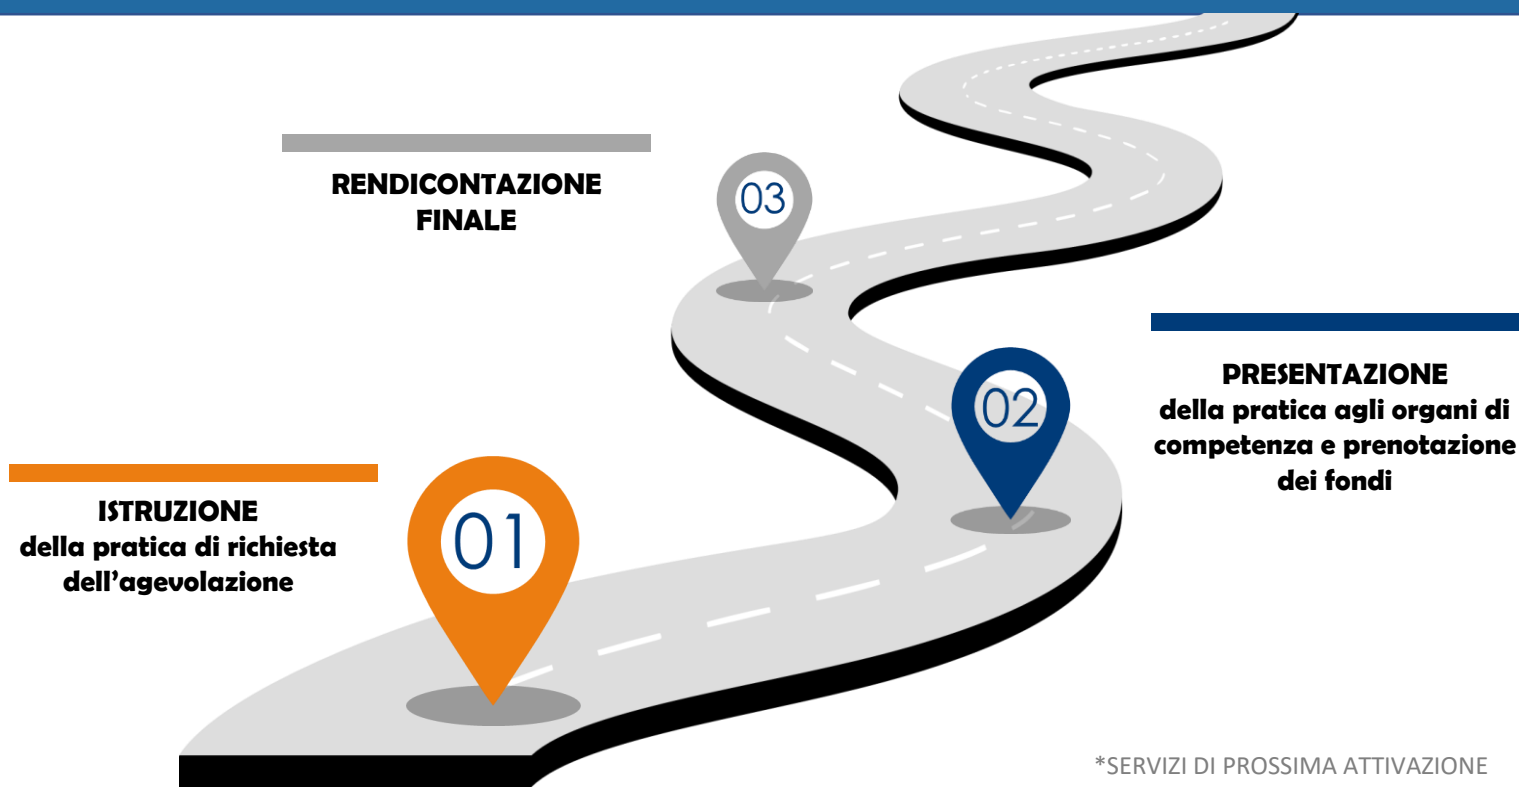 RENDICONTAZIONE
FINALE
03
PRESENTAZIONE
della pratica agli organi di
competenza e prenotazione
dei fondi
02
ISTRUZIONE
della pratica di richiesta
dell’agevolazione
01
*SERVIZI DI PROSSIMA ATTIVAZIONE